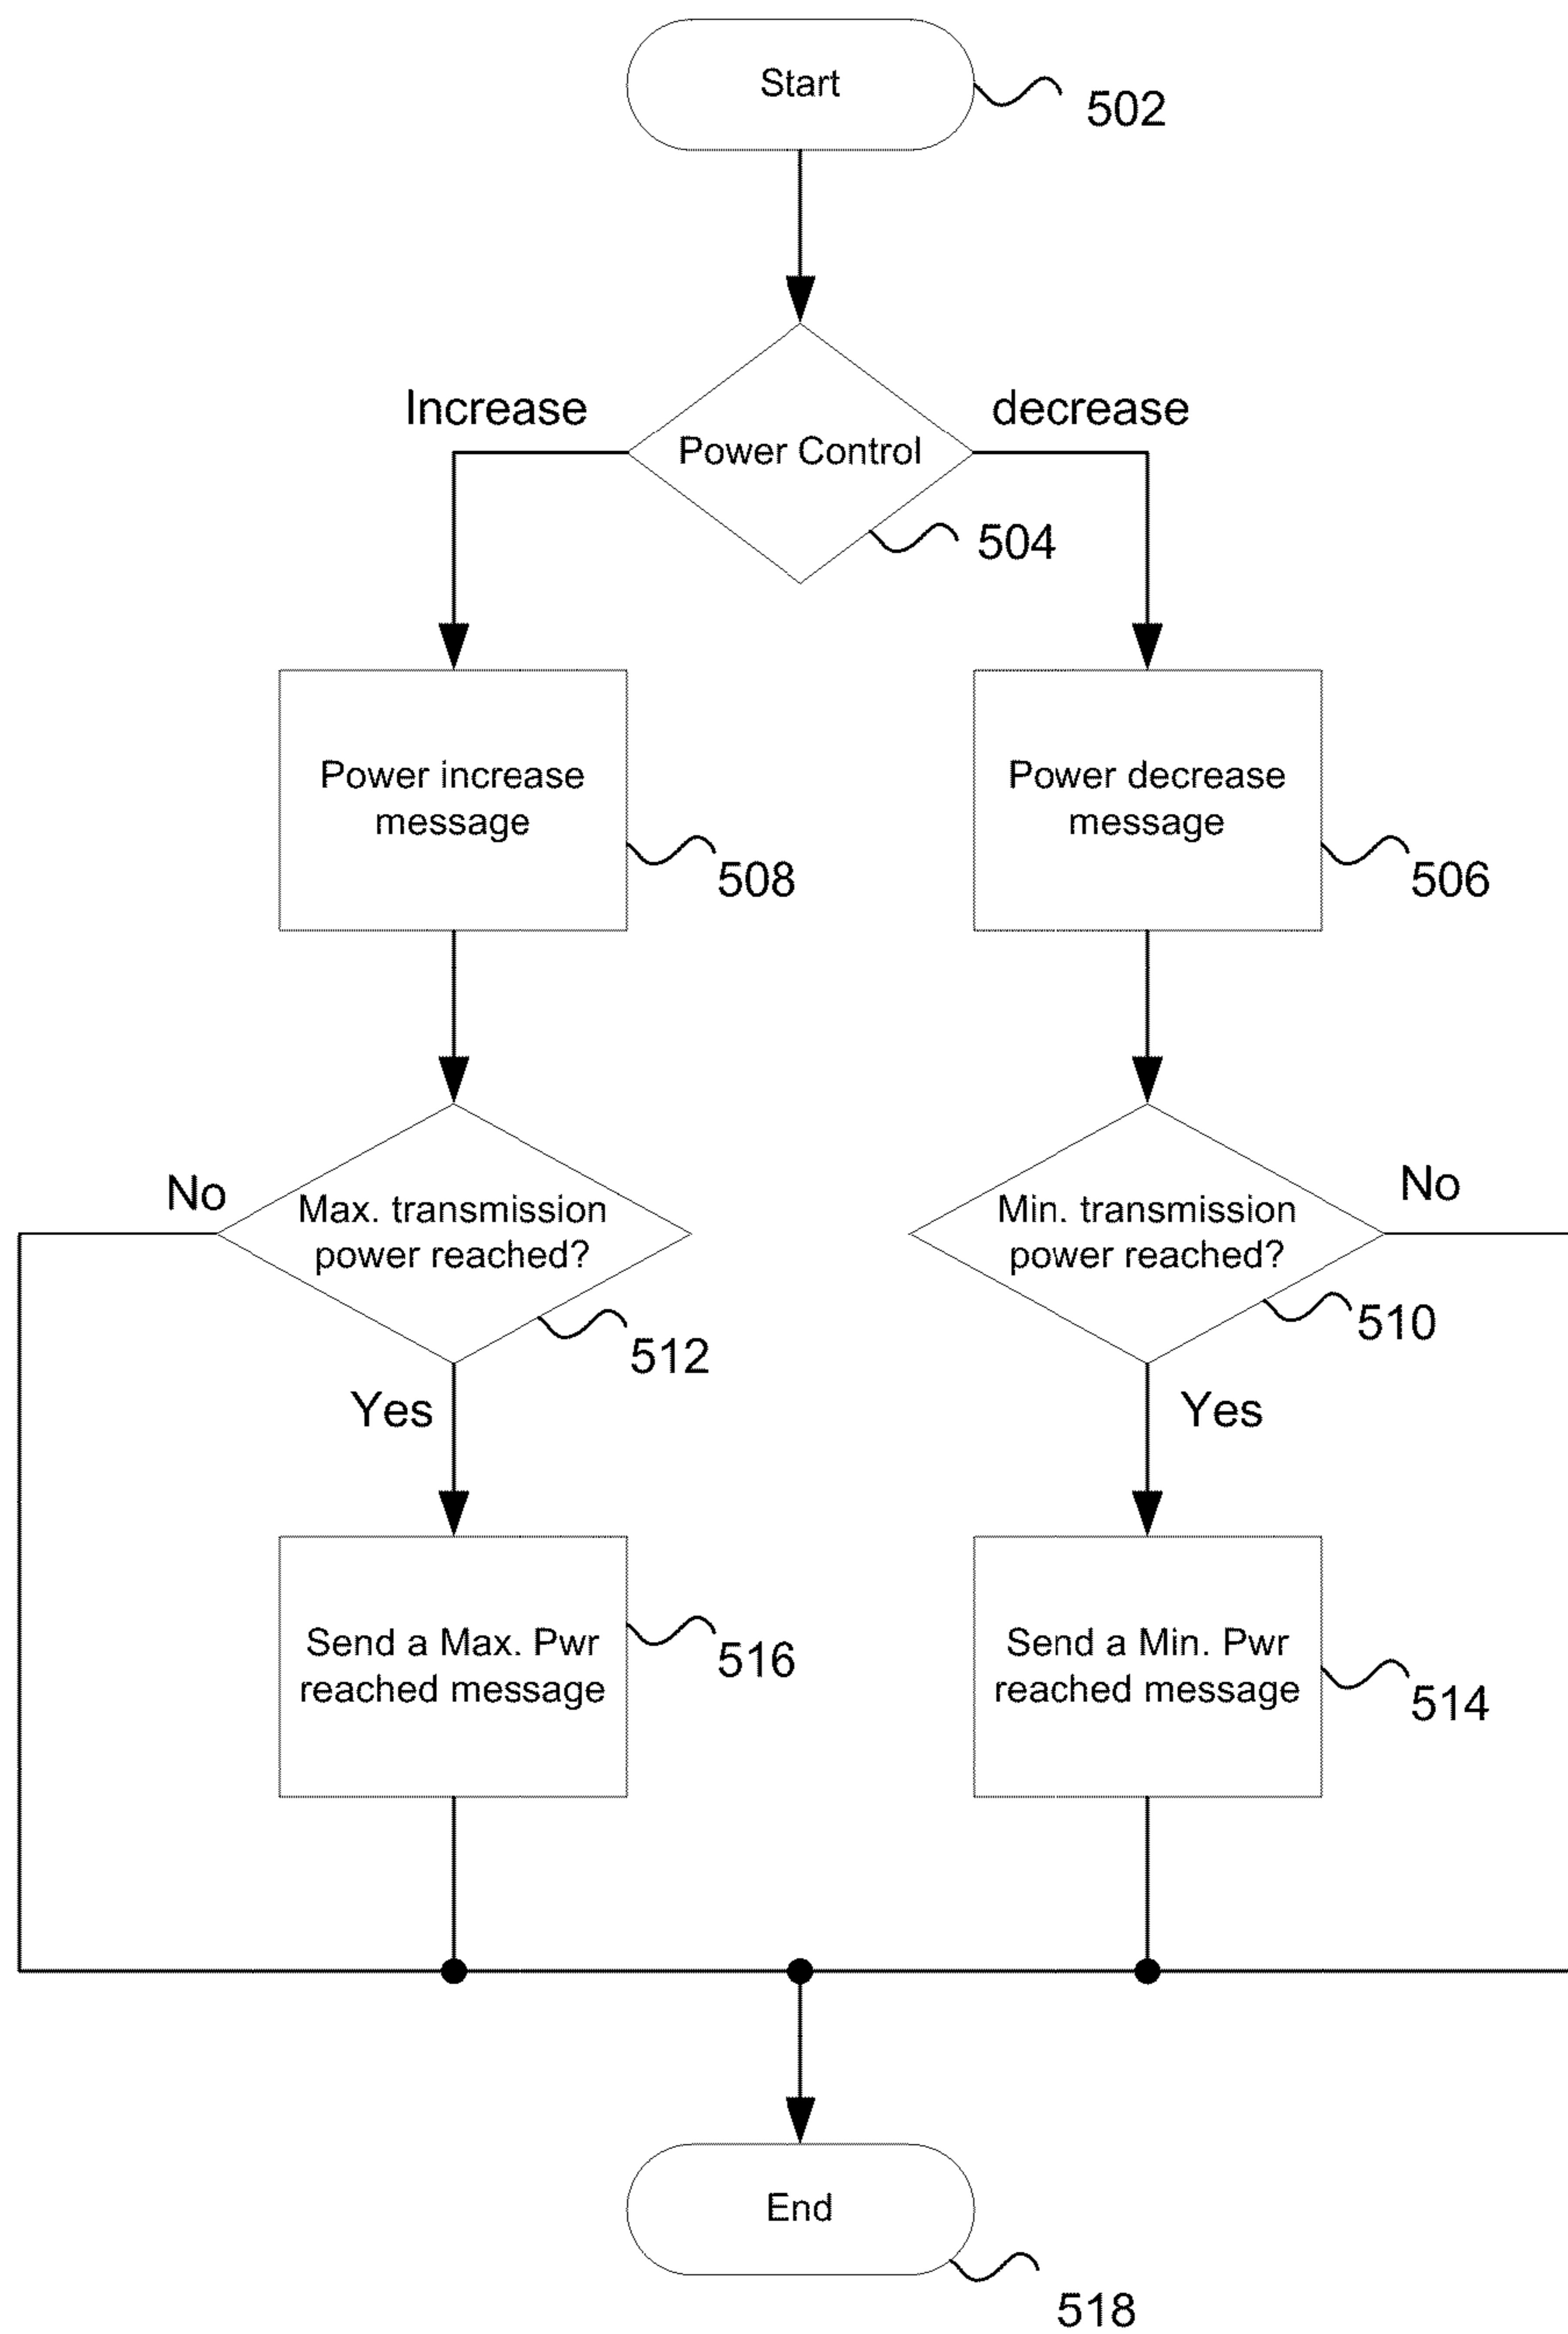 Start
502
Increase
decrease
Power Control
504
Power increase
message
508
Power decrease
message
506
No
Max. transmission
power reached?
512
No
Min. transmission
power reached?
510
Yes
Yes
Send a Max. Pwr
reached message
516
Send a Min. Pwr
reached message
514
End
518